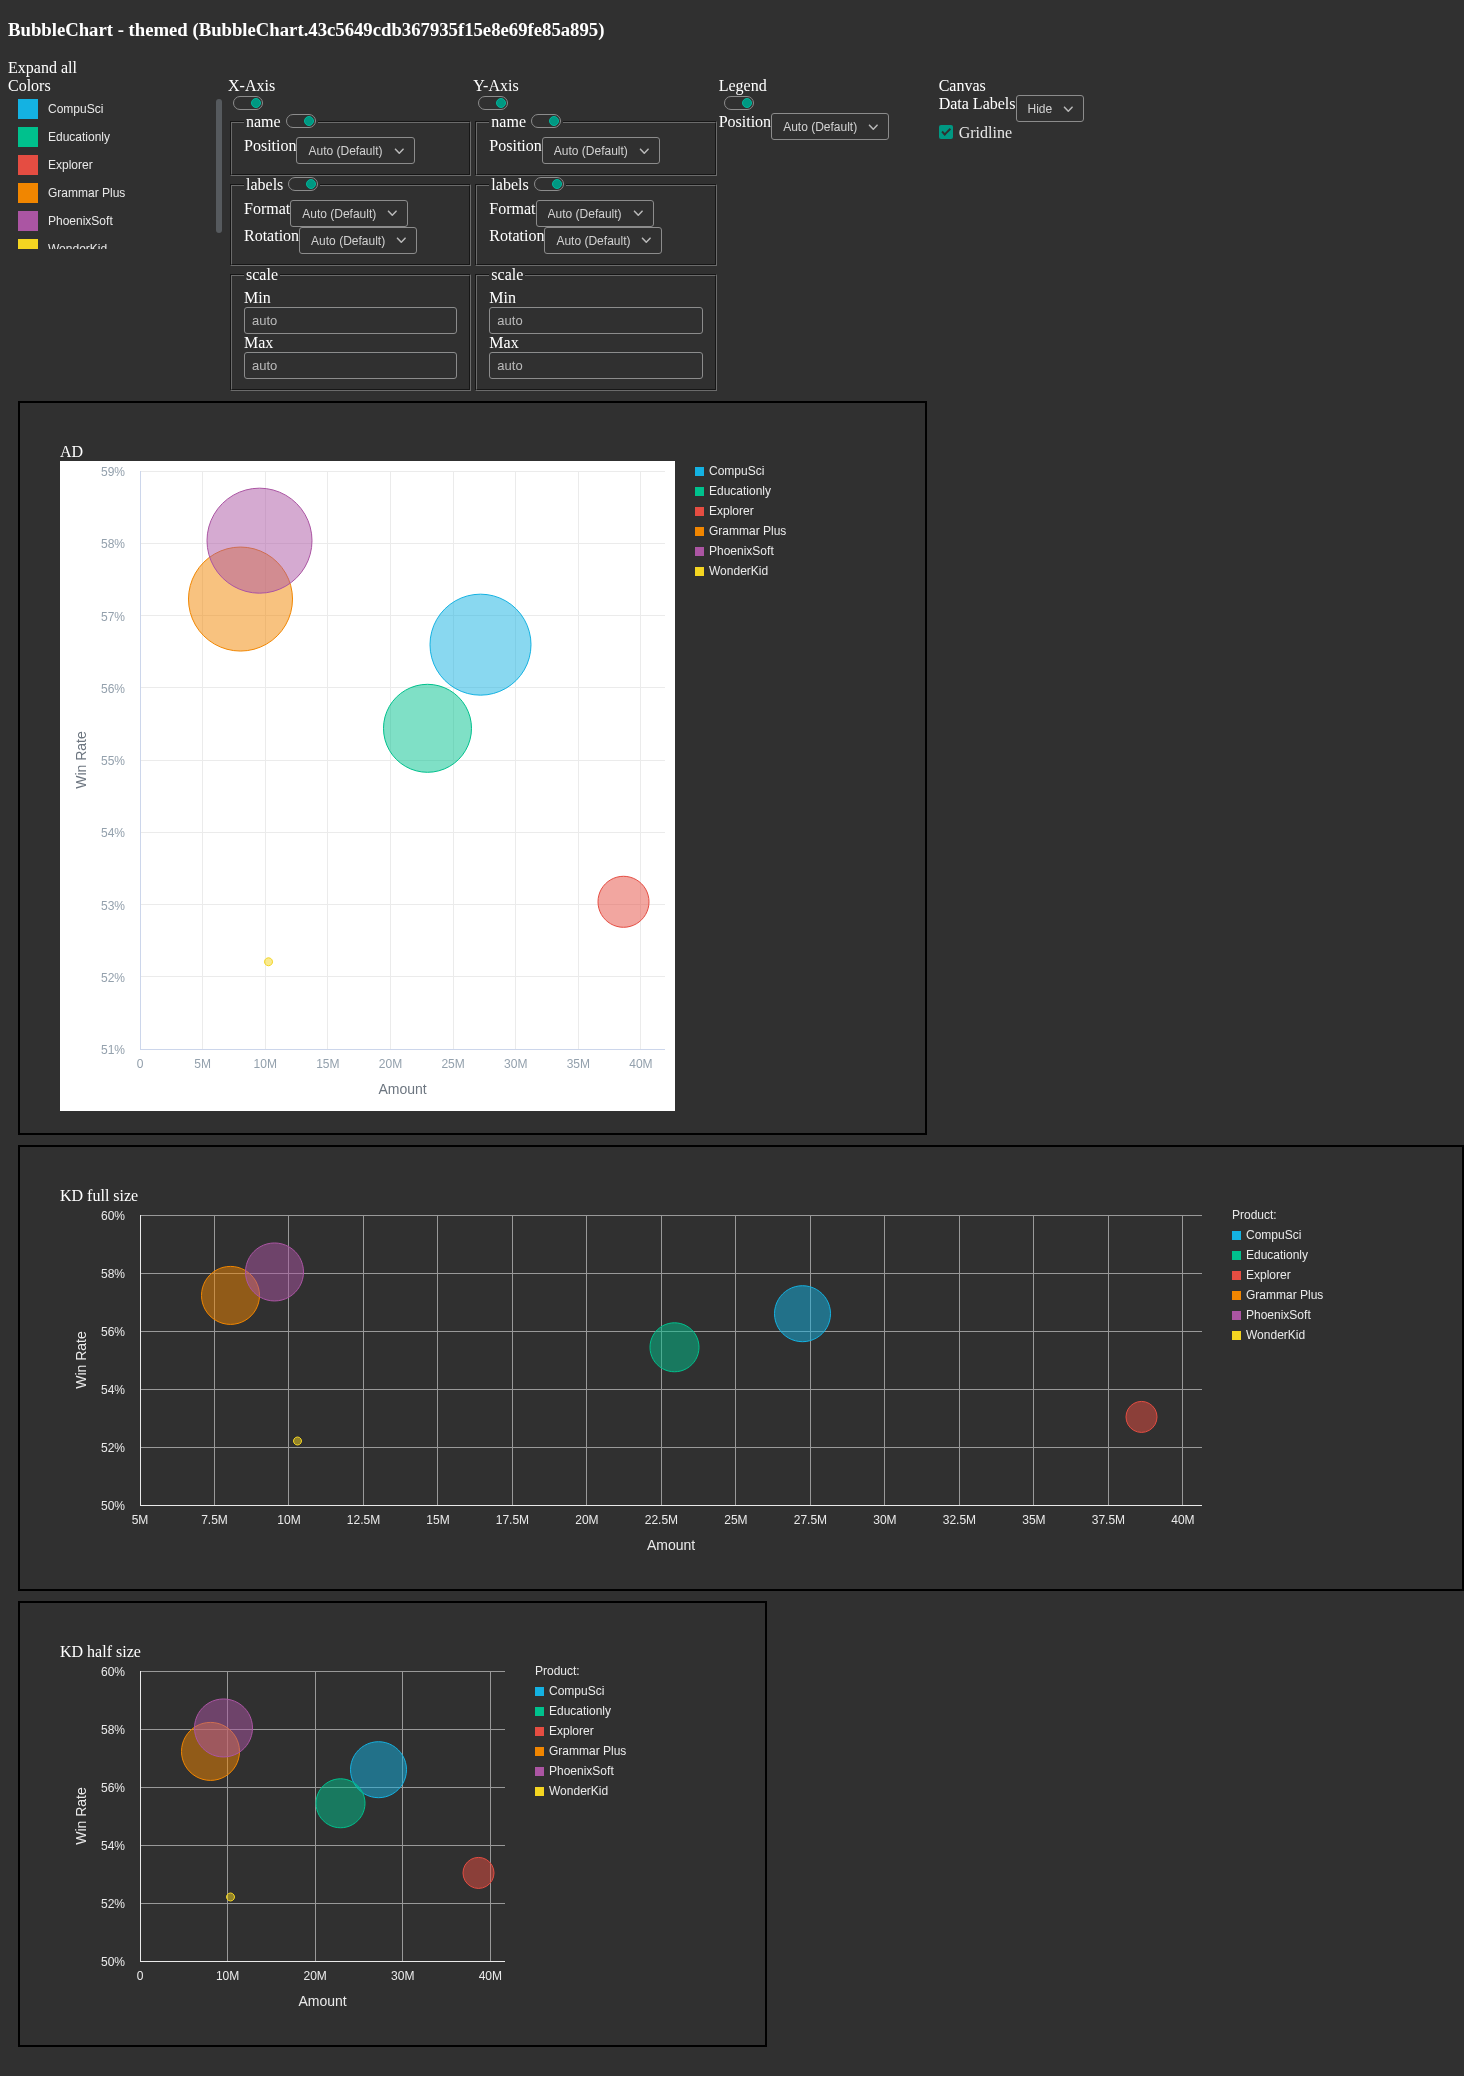 BubbleChart - themed (BubbleChart.43c5649cdb367935f15e8e69fe85a895)
Expand all
Colors
CompuSci
Educationly
Explorer
Grammar Plus
PhoenixSoft
WonderKid
X-Axis
name
Position Auto (Default)
labels
Format Auto (Default)
Rotation Auto (Default)
scale
Min
auto
Max
auto
Y-Axis
name
Position Auto (Default)
labels
Format Auto (Default)
Rotation Auto (Default)
scale
Min
auto
Max
auto
Legend
Position Auto (Default)
Canvas
Data Labels Hide
Gridline
AD
59%
58%
57%
56%
55%
54%
53%
52%
51%
Win Rate
0 5M 10M 15M 20M 25M 30M 35M 40M
Amount
CompuSci
Educationly
Explorer
Grammar Plus
PhoenixSoft
WonderKid
KD full size
60%
58%
56%
54%
52%
50%
Win Rate
5M 7.5M 10M 12.5M 15M 17.5M 20M 22.5M 25M 27.5M 30M 32.5M 35M 37.5M 40M
Amount
Product:
CompuSci
Educationly
Explorer
Grammar Plus
PhoenixSoft
WonderKid
KD half size
60%
58%
56%
54%
52%
50%
Win Rate
0 10M 20M 30M 40M
Amount
Product:
CompuSci
Educationly
Explorer
Grammar Plus
PhoenixSoft
WonderKid